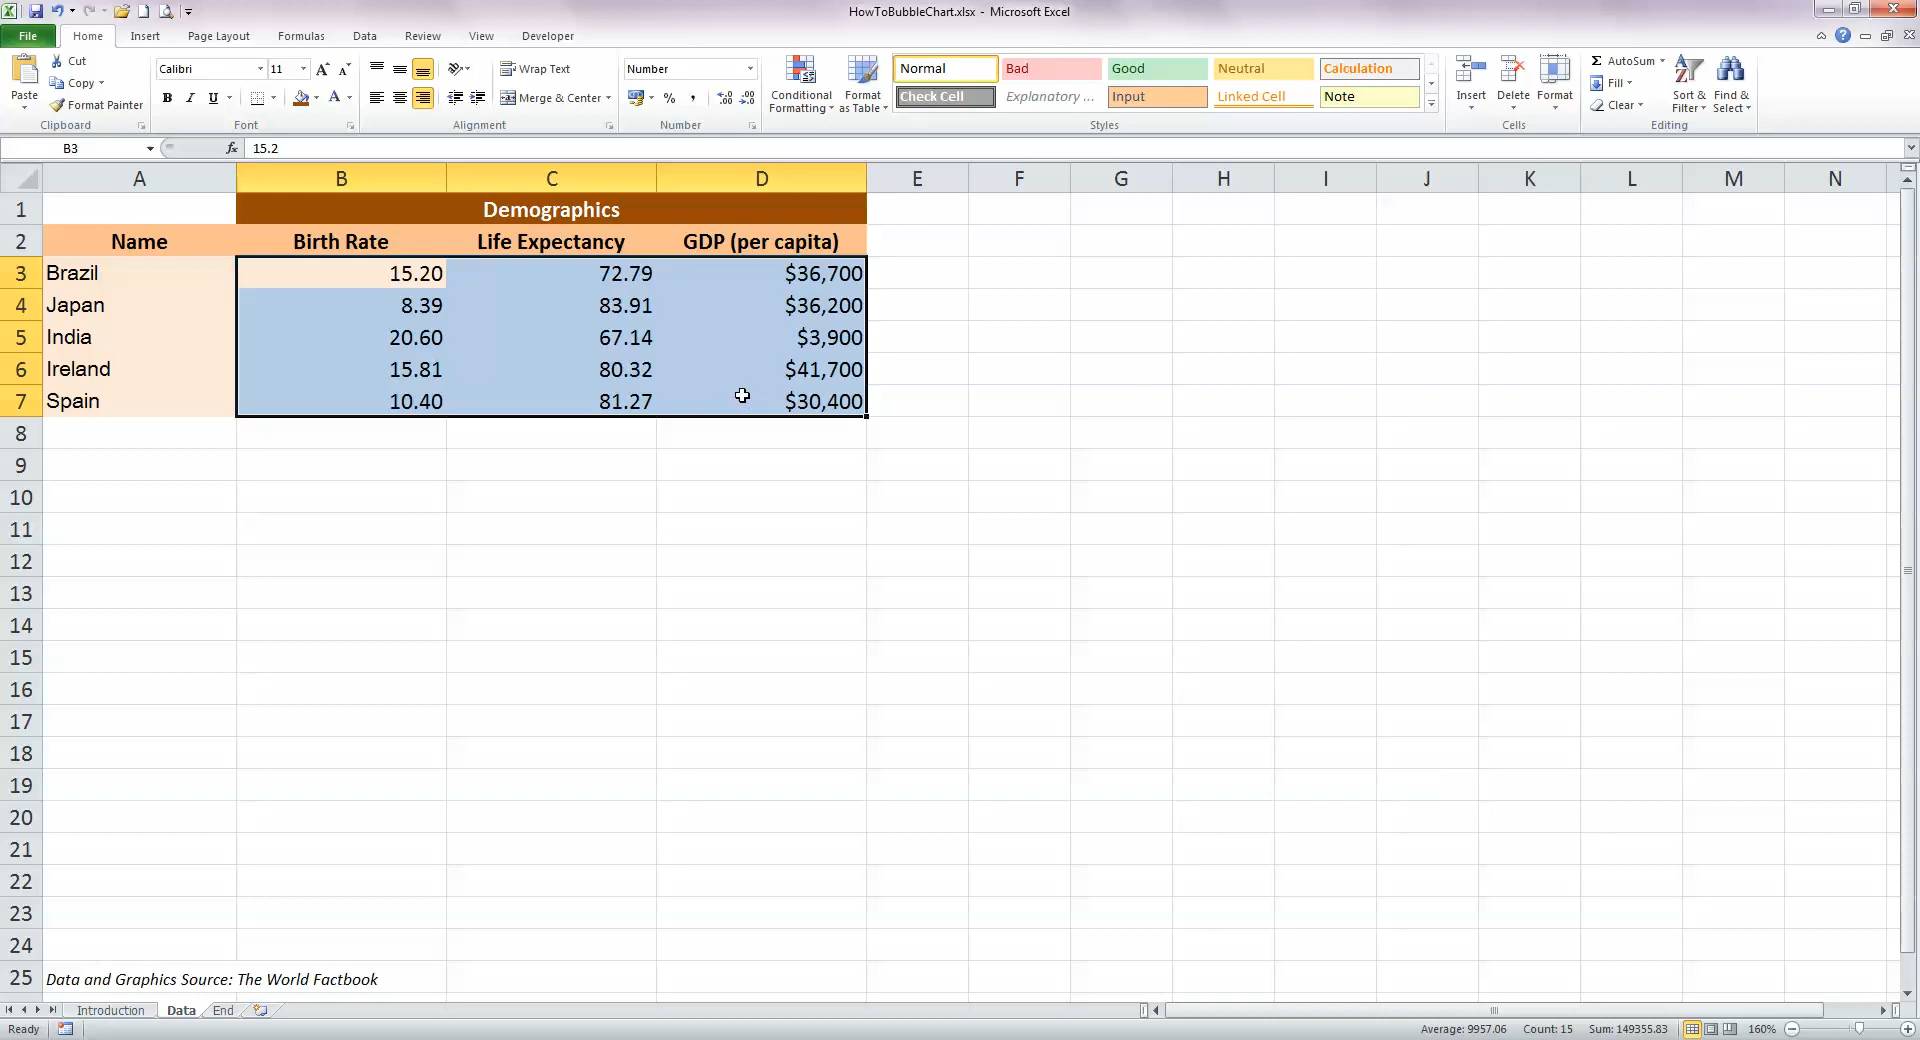 HowToBubbleChart.xlsx - Microsoft Excel
File Home Insert Page Layout Formulas Data Review View Developer
Paste
Cut
Copy
Format Painter
Clipboard
Calibri 11
B I U
Font
Wrap Text
Merge & Center
Alignment
Number
%
Number
Conditional Formatting
Format as Table
Normal Bad Good Neutral Calculation
Check Cell Explanatory ... Input Linked Cell Note
Styles
Insert Delete Format
Cells
Σ AutoSum
Fill
Clear
Sort & Filter
Find & Select
Editing
B3 fx 15.2
A B C D E F G H I J K L M N
1 Demographics
2 Name Birth Rate Life Expectancy GDP (per capita)
3 Brazil 15.20 72.79 $36,700
4 Japan 8.39 83.91 $36,200
5 India 20.60 67.14 $3,900
6 Ireland 15.81 80.32 $41,700
7 Spain 10.40 81.27 $30,400
8
9
10
11
12
13
14
15
16
17
18
19
20
21
22
23
24
25 Data and Graphics Source: The World Factbook
Introduction Data End
Ready Average: 9957.06 Count: 15 Sum: 149355.83 160%